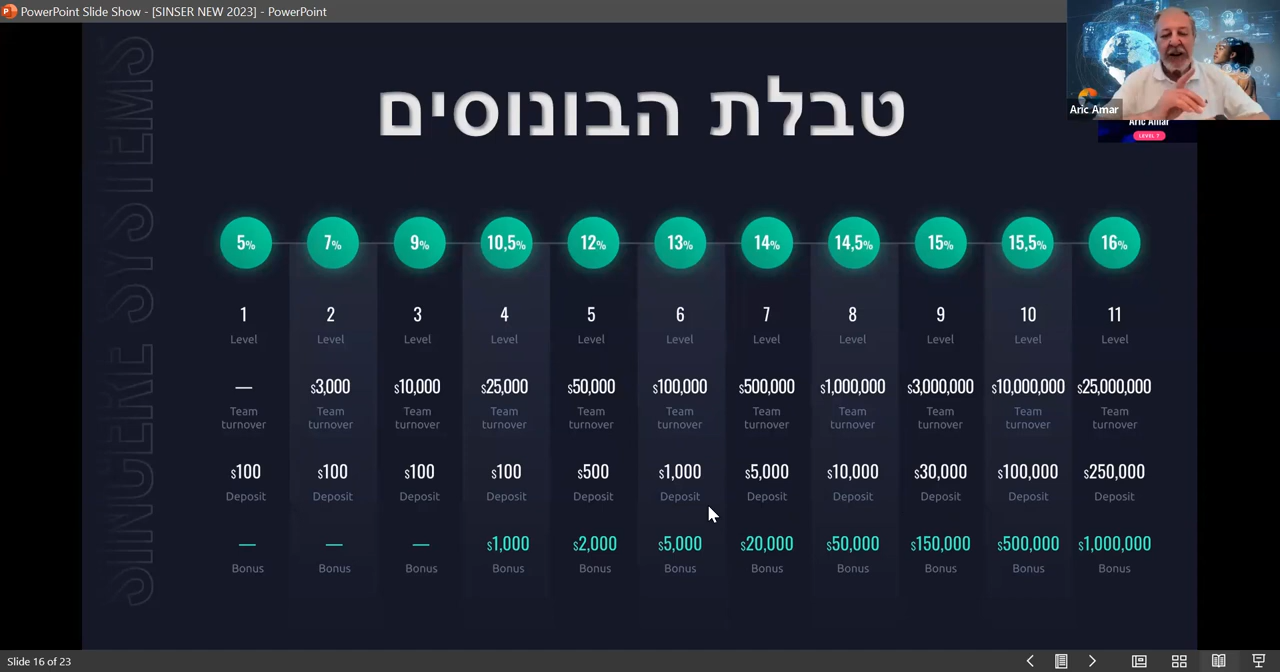 PowerPoint Slide Show - [SINSER NEW 2023] - PowerPoint
Aric Amar
Aric Amar
LEVEL 7
SINCERE SYSTEMS
טבלת הבונוסים
5% 7% 9% 10,5% 12% 13% 14% 14,5% 15% 15,5% 16%
1 2 3 4 5 6 7 8 9 10 11
Level Level Level Level Level Level Level Level Level Level Level
— $3,000 $10,000 $25,000 $50,000 $100,000 $500,000 $1,000,000 $3,000,000 $10,000,000 $25,000,000
Team Team Team Team Team Team Team Team Team Team Team
turnover turnover turnover turnover turnover turnover turnover turnover turnover turnover turnover
$100 $100 $100 $100 $500 $1,000 $5,000 $10,000 $30,000 $100,000 $250,000
Deposit Deposit Deposit Deposit Deposit Deposit Deposit Deposit Deposit Deposit Deposit
— — — $1,000 $2,000 $5,000 $20,000 $50,000 $150,000 $500,000 $1,000,000
Bonus Bonus Bonus Bonus Bonus Bonus Bonus Bonus Bonus Bonus Bonus
Slide 16 of 23